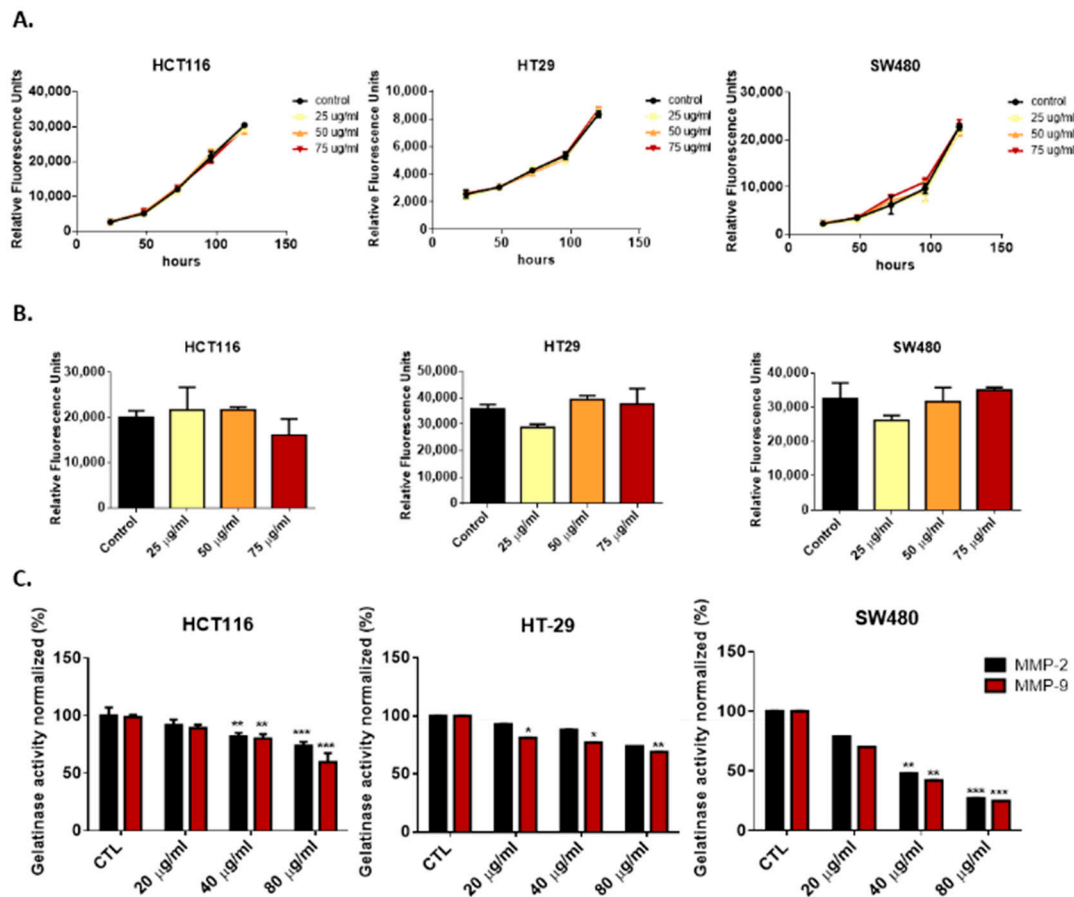 A.
HCT116
Relative Fluorescence Units
40,000
30,000
20,000
10,000
0
0 50 100 150
hours
control
25 ug/ml
50 ug/ml
75 ug/ml
HT29
Relative Fluorescence Units
10,000
8,000
6,000
4,000
2,000
0
0 50 100 150
hours
control
25 ug/ml
50 ug/ml
75 ug/ml
SW480
Relative Fluorescence Units
30,000
20,000
10,000
0
0 50 100 150
hours
control
25 ug/ml
50 ug/ml
75 ug/ml
B.
HCT116
Relative Fluorescence Units
30,000
20,000
10,000
0
Control 25 µg/ml 50 µg/ml 75 µg/ml
HT29
Relative Fluorescence Units
50,000
40,000
30,000
20,000
10,000
0
Control 25 µg/ml 50 µg/ml 75 µg/ml
SW480
Relative Fluorescence Units
40,000
30,000
20,000
10,000
0
Control 25 µg/ml 50 µg/ml 75 µg/ml
C.
HCT116
Gelatinase activity normalized (%)
150
100
50
0
** ** *** ***
CTL 20 µg/ml 40 µg/ml 80 µg/ml
HT-29
Gelatinase activity normalized (%)
150
100
50
0
* * **
CTL 20 µg/ml 40 µg/ml 80 µg/ml
SW480
Gelatinase activity normalized (%)
150
100
50
0
** ** *** ***
CTL 20 µg/ml 40 µg/ml 80 µg/ml
MMP-2
MMP-9